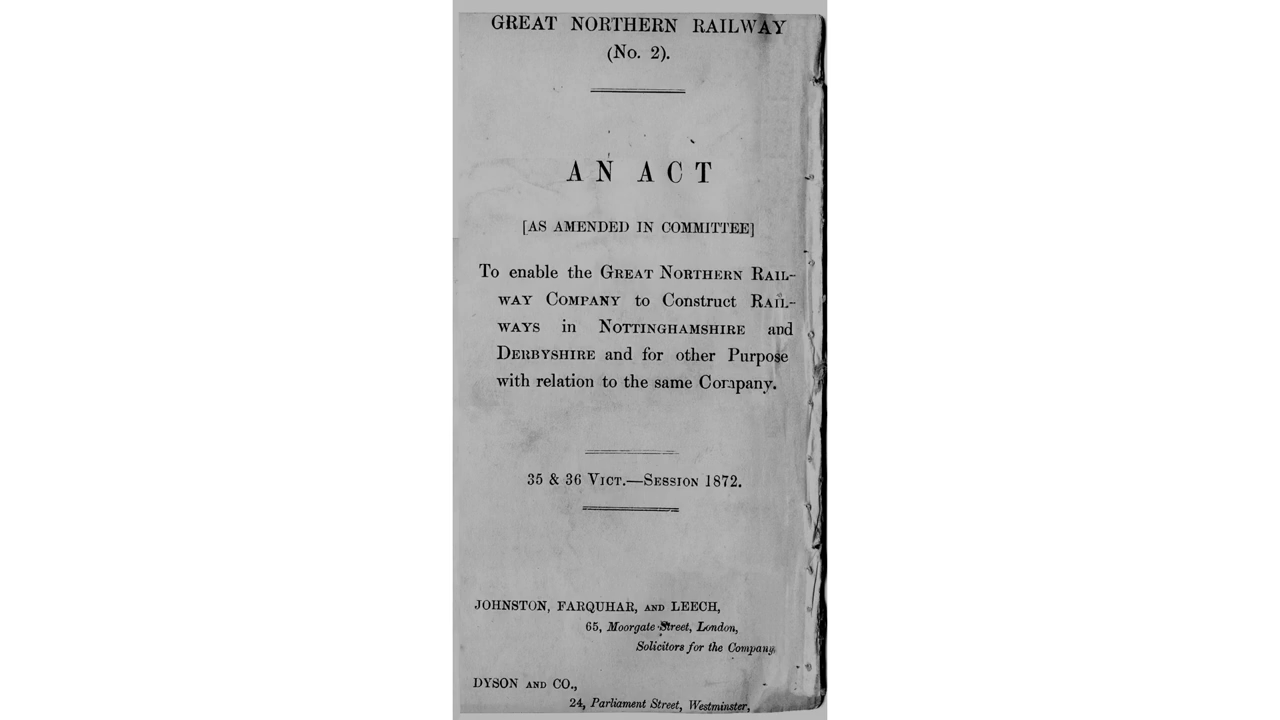 GREAT NORTHERN RAILWAY
(No. 2).
AN ACT
[AS AMENDED IN COMMITTEE]
To enable the GREAT NORTHERN RAIL-
WAY COMPANY to Construct RAIL-
WAYS in NOTTINGHAMSHIRE and
DERBYSHIRE and for other Purpose
with relation to the same Company.
35 & 36 VICT.—SESSION 1872.
JOHNSTON, FARQUHAR, AND LEECH,
65, Moorgate Street, London,
Solicitors for the Company.
DYSON AND CO.,
24, Parliament Street, Westminster,